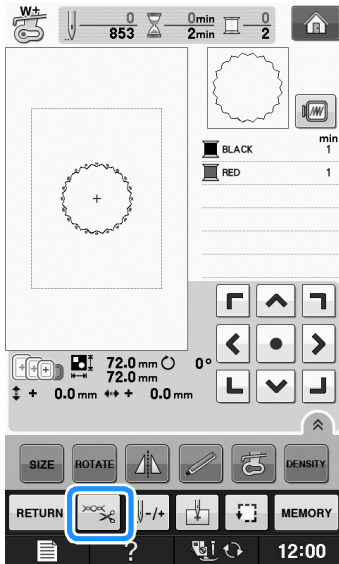 W+ 0 0min 0
853 2min 2
min
BLACK 1
RED 1
72.0 mm 0°
72.0 mm
+ 0.0 mm + 0.0 mm
SIZE ROTATE DENSITY
RETURN -/+ MEMORY
? 12:00